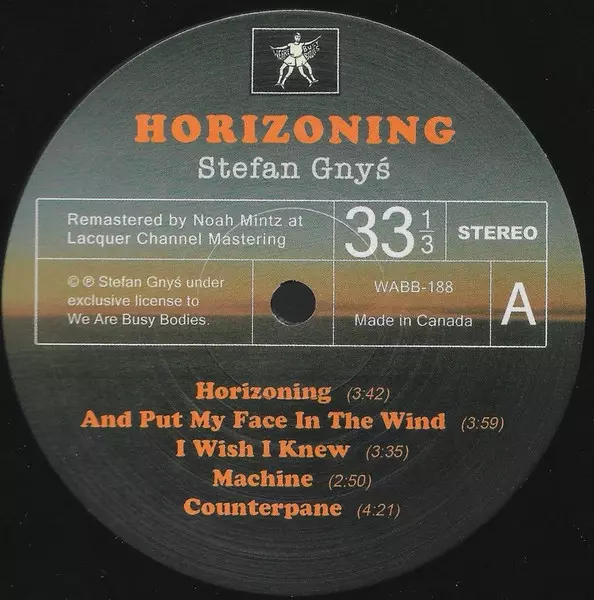 HORIZONING
Stefan Gnyś
Remastered by Noah Mintz at
Lacquer Channel Mastering
33 1/3
STEREO
© ℗ Stefan Gnyś under
exclusive license to
We Are Busy Bodies.
WABB-188
Made in Canada
A
Horizoning (3:42)
And Put My Face In The Wind (3:59)
I Wish I Knew (3:35)
Machine (2:50)
Counterpane (4:21)